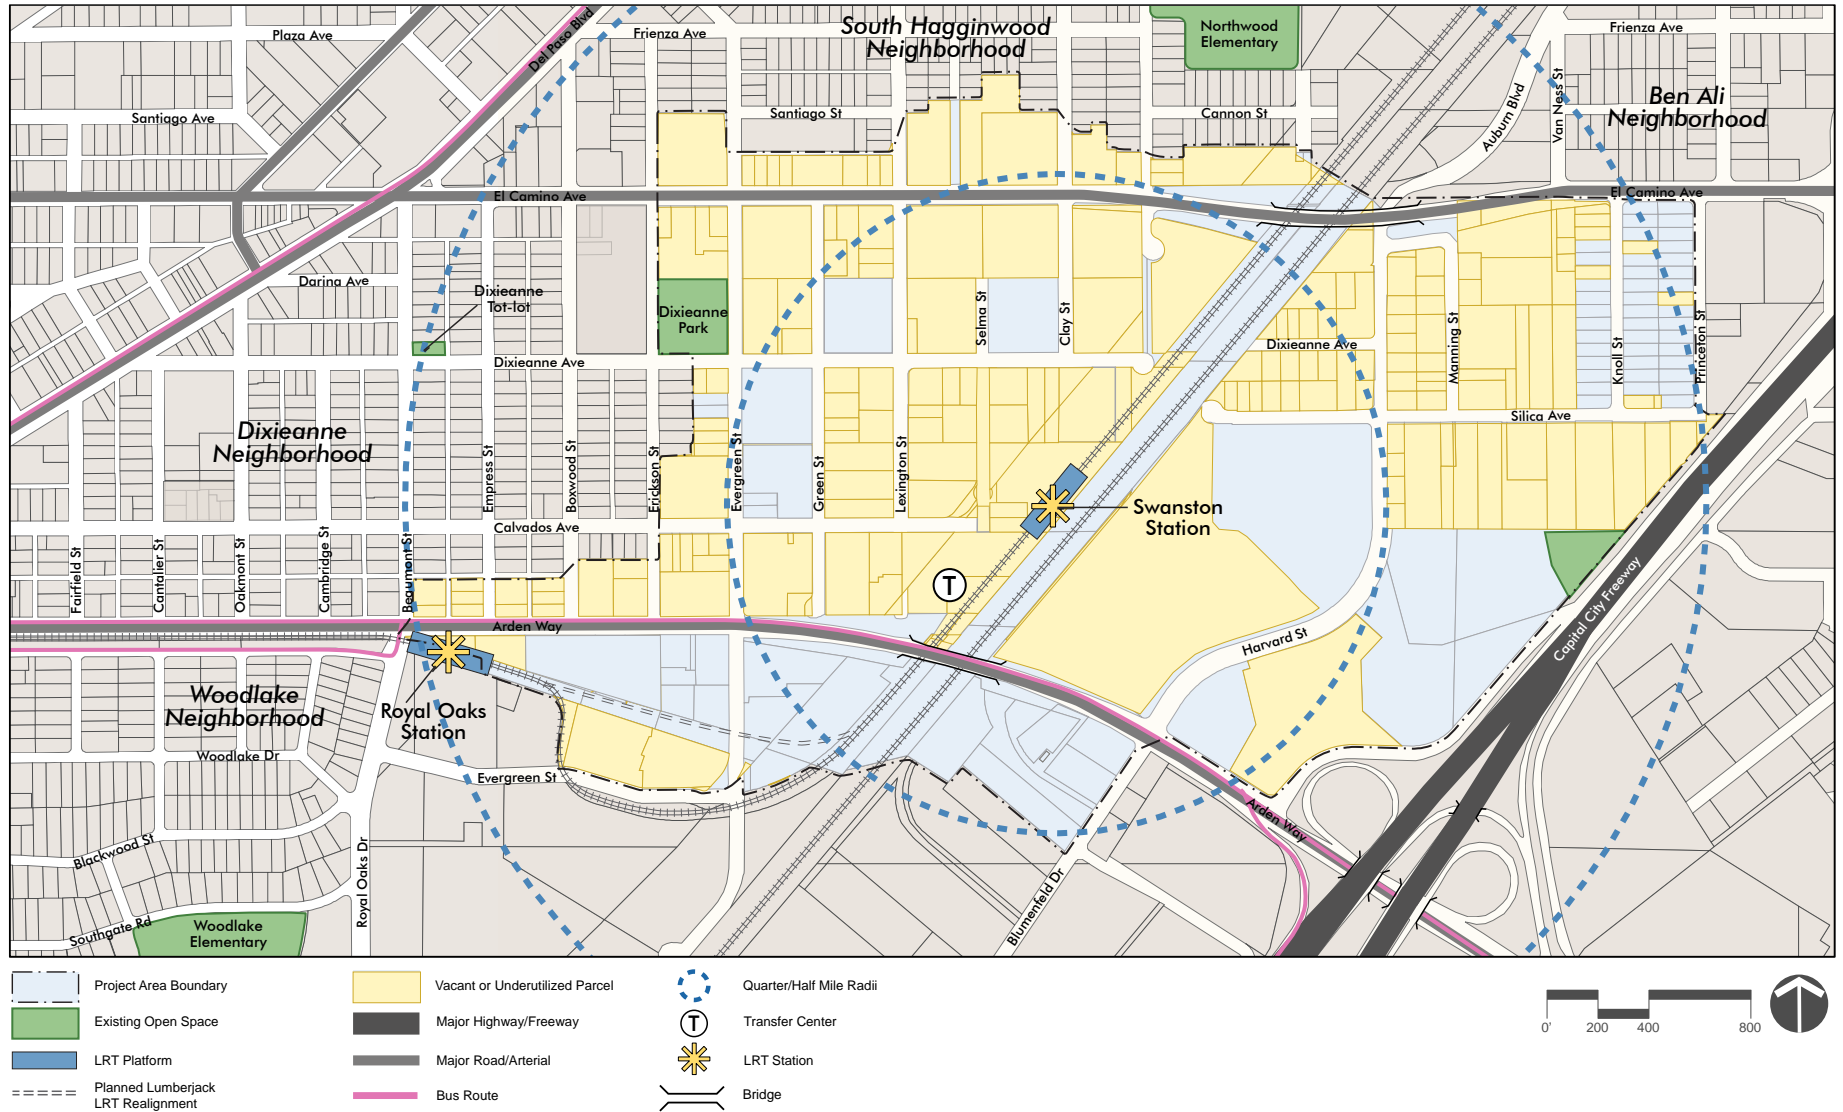 Plaza Ave
Del Paso Blvd
Frienza Ave
South Hagginwood
Neighborhood
Northwood
Elementary
Frienza Ave
Santiago Ave
Santiago St
Cannon St
Auburn Blvd
Van Ness St
Ben Ali
Neighborhood
El Camino Ave
El Camino Ave
Darina Ave
Dixieanne
Tot-lot
Dixieanne
Park
Selma St
Clay St
Dixieanne Ave
Dixieanne Ave
Manning St
Knoll St
Princeton St
Silica Ave
Dixieanne
Neighborhood
Empress St
Boxwood St
Erickson St
Evergreen St
Green St
Lexington St
Swanston
Station
Calvados Ave
Fairfield St
Cantalier St
Oakmont St
Cambridge St
Beaumont St
T
Arden Way
Harvard St
Capital City Freeway
Woodlake
Neighborhood
Royal Oaks
Station
Woodlake Dr
Evergreen St
Arden Way
Blackwood St
Royal Oaks Dr
Blumenfeld Dr
Southgate Rd
Woodlake
Elementary
Project Area Boundary
Existing Open Space
LRT Platform
Planned Lumberjack
LRT Realignment
Vacant or Underutilized Parcel
Major Highway/Freeway
Major Road/Arterial
Bus Route
Quarter/Half Mile Radii
T
Transfer Center
LRT Station
Bridge
0' 200 400 800